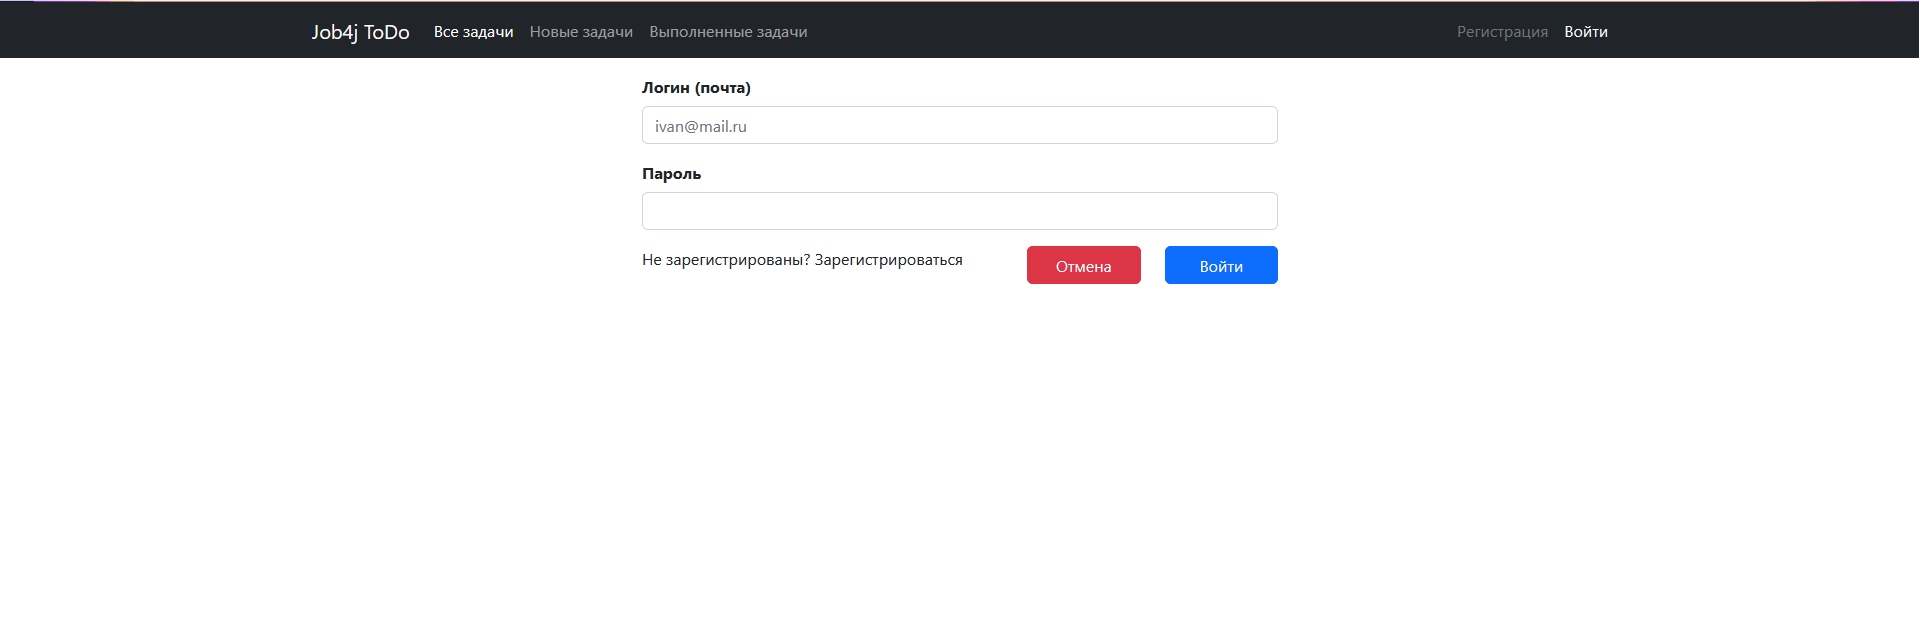 Job4j ToDo Все задачи Новые задачи Выполненные задачи Регистрация Войти
Логин (почта)
ivan@mail.ru
Пароль
Не зарегистрированы? Зарегистрироваться Отмена Войти